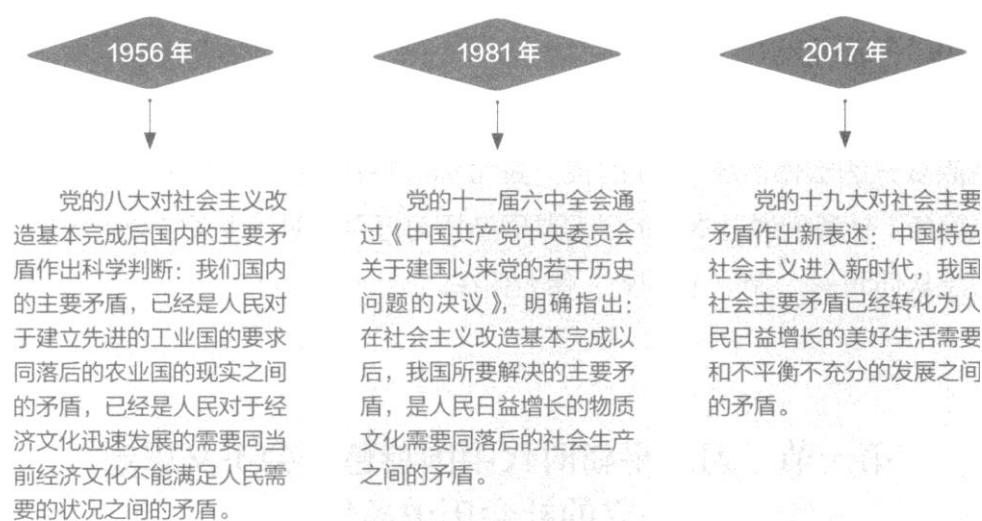 1956 年
党的八大对社会主义改
造基本完成后国内的主要矛
盾作出科学判断：我们国内
的主要矛盾，已经是人民对
于建立先进的工业国的要求
同落后的农业国的现实之间
的矛盾，已经是人民对于经
济文化迅速发展的需要同当
前经济文化不能满足人民需
要的状况之间的矛盾。
1981 年
党的十一届六中全会通
过《中国共产党中央委员会
关于建国以来党的若干历史
问题的决议》，明确指出：
在社会主义改造基本完成以
后，我国所要解决的主要矛
盾，是人民日益增长的物质
文化需要同落后的社会生产
之间的矛盾。
2017 年
党的十九大对社会主要
矛盾作出新表述：中国特色
社会主义进入新时代，我国
社会主要矛盾已经转化为人
民日益增长的美好生活需要
和不平衡不充分的发展之间
的矛盾。